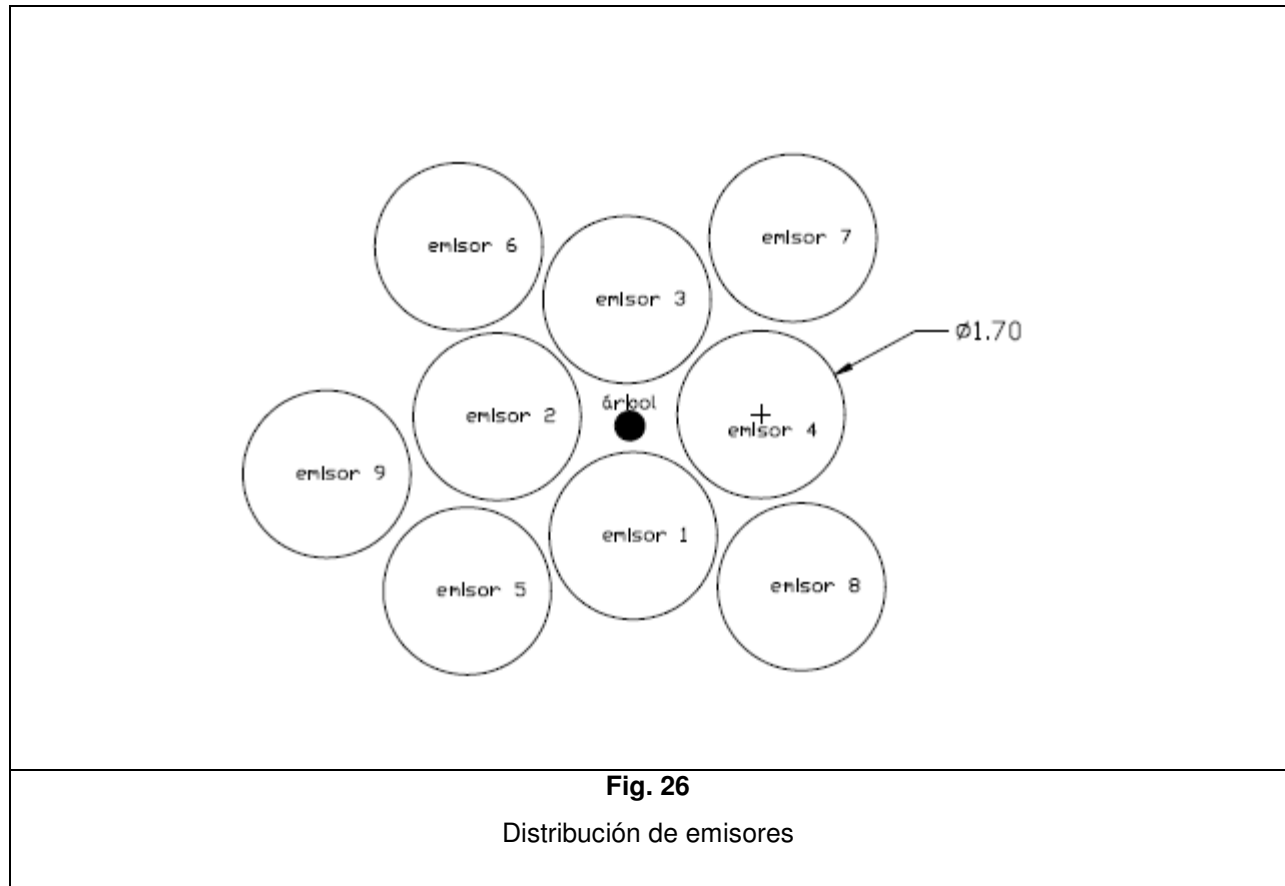 emisor 7
emisor 6
emisor 3
Ø1.70
árbol
emisor 2
emisor 4
emisor 9
emisor 1
emisor 5
emisor 8
Fig. 26
Distribución de emisores